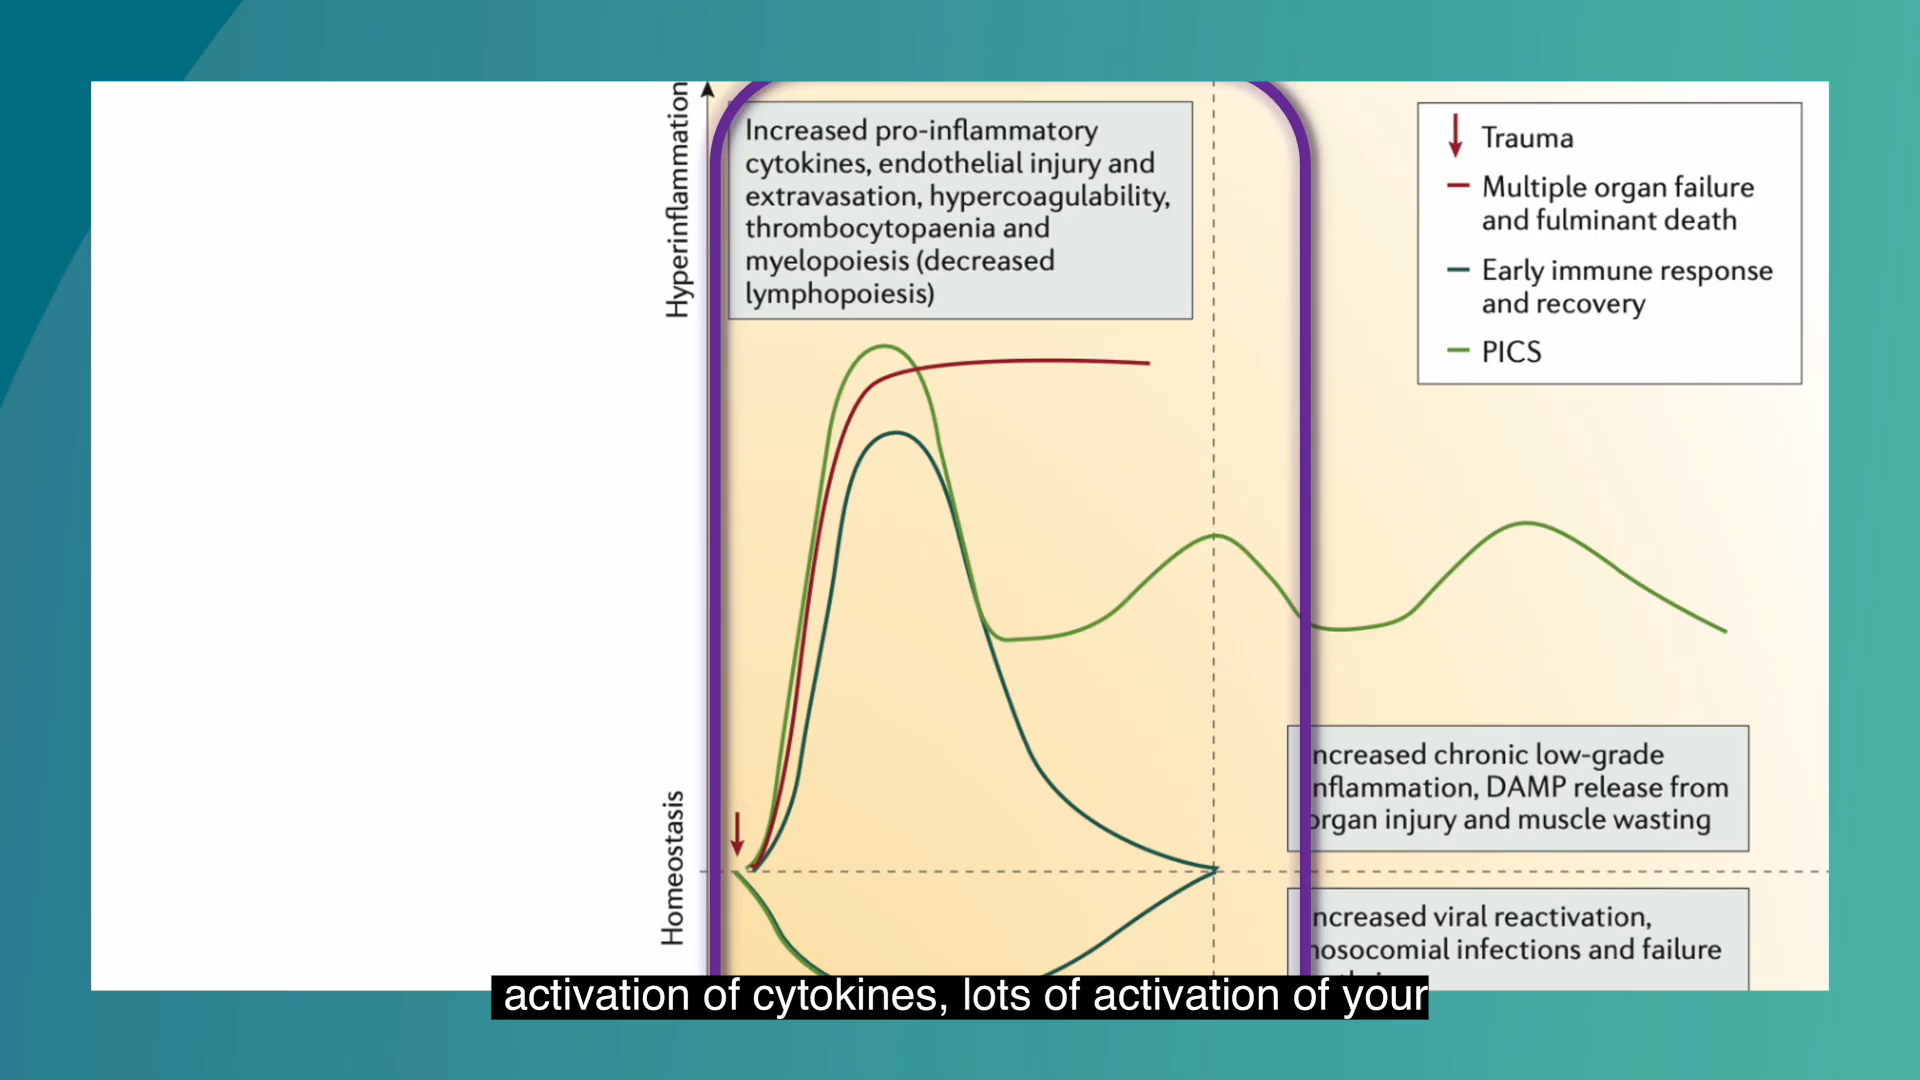 Hyperinflammation
Increased pro-inflammatory
cytokines, endothelial injury and
extravasation, hypercoagulability,
thrombocytopaenia and
myelopoiesis (decreased
lymphopoiesis)
Trauma
Multiple organ failure
and fulminant death
Early immune response
and recovery
PICS
Homeostasis
ncreased chronic low-grade
nflammation, DAMP release from
organ injury and muscle wasting
ncreased viral reactivation,
nosocomial infections and failure
activation of cytokines, lots of activation of your